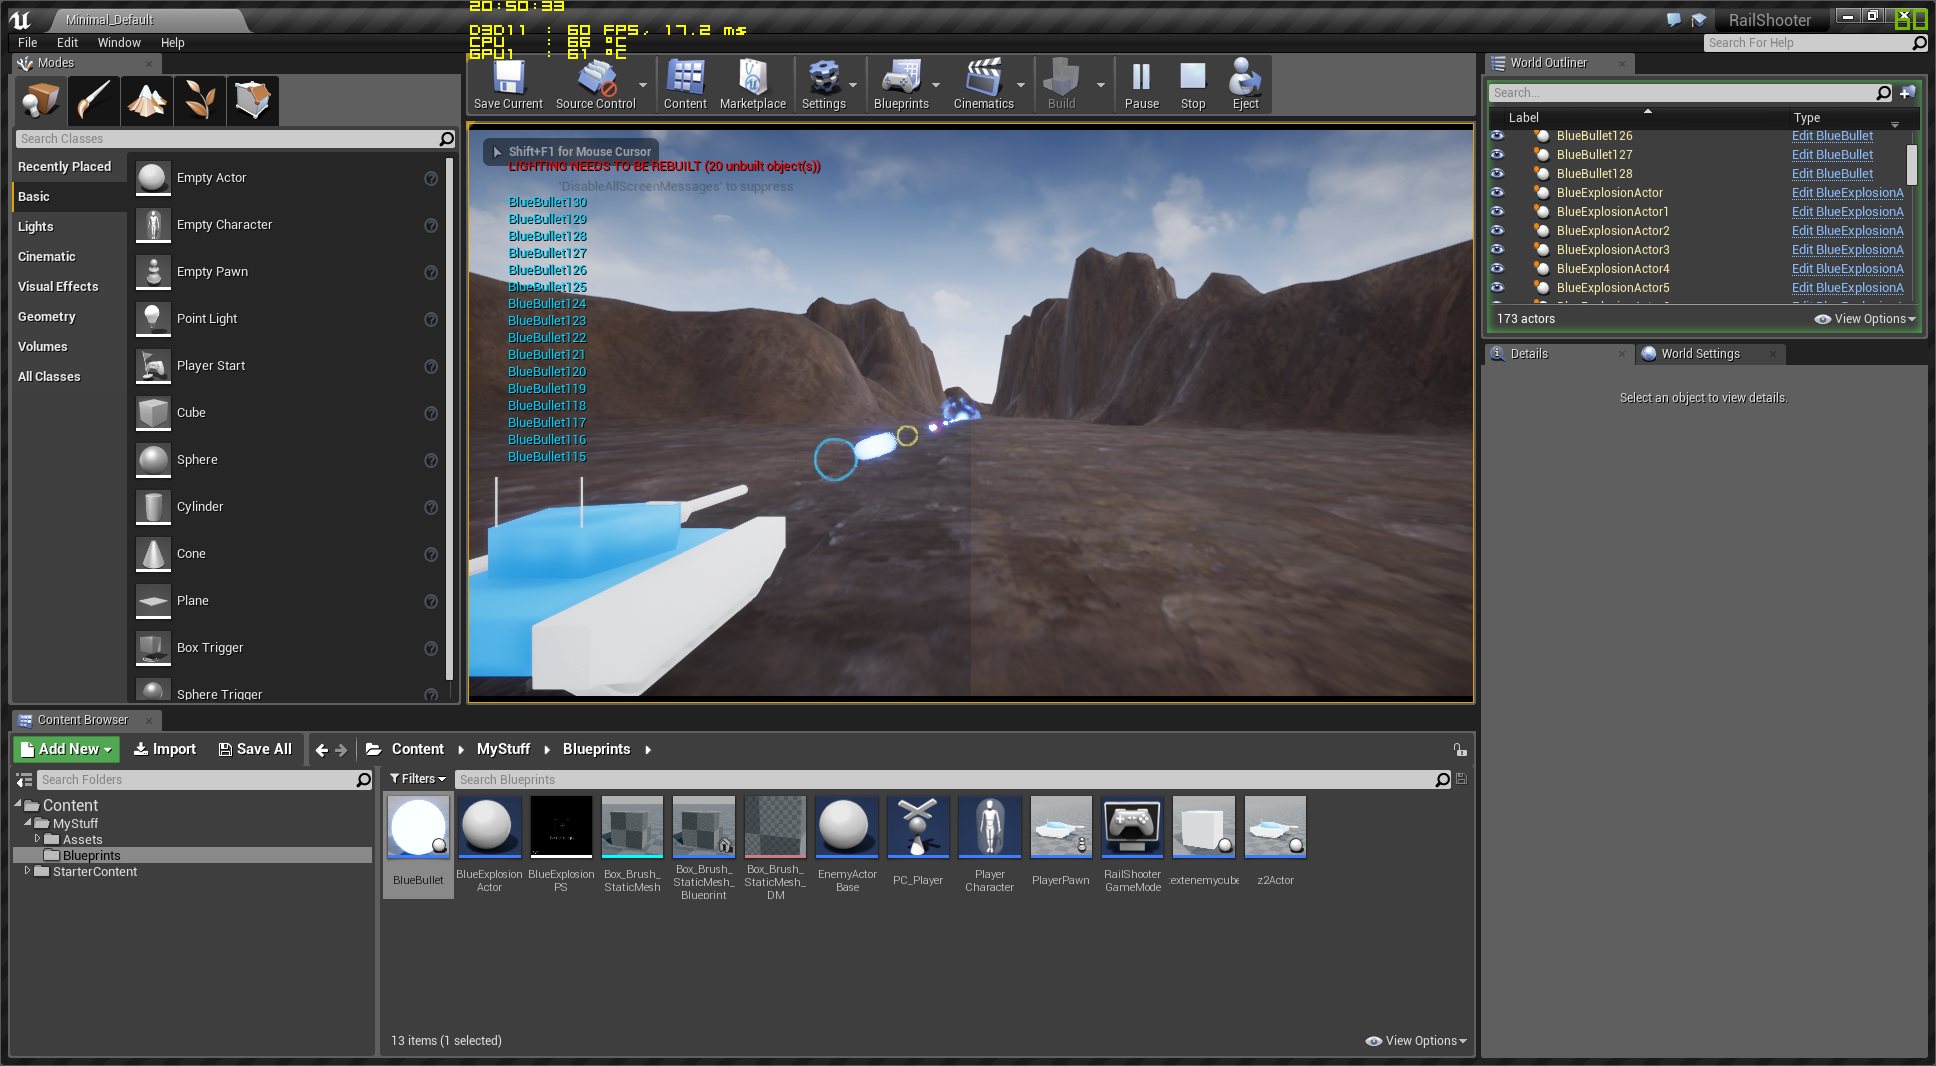 Minimal_Default
20:50:33
RailShooter
60
File Edit Window Help
D3D11 : 60 FPS, 17.2 ms
CPU : 66 °C
GPU1 : 61 °C
Search For Help
Modes
Search Classes
Recently Placed
Basic
Lights
Cinematic
Visual Effects
Geometry
Volumes
All Classes
Empty Actor
Empty Character
Empty Pawn
Point Light
Player Start
Cube
Sphere
Cylinder
Cone
Plane
Box Trigger
Sphere Trigger
Save Current Source Control Content Marketplace Settings Blueprints Cinematics Build Pause Stop Eject
Shift+F1 for Mouse Cursor
LIGHTING NEEDS TO BE REBUILT (20 unbuilt object(s))
'DisableAllScreenMessages' to suppress
BlueBullet130
BlueBullet129
BlueBullet128
BlueBullet127
BlueBullet126
BlueBullet125
BlueBullet124
BlueBullet123
BlueBullet122
BlueBullet121
BlueBullet120
BlueBullet119
BlueBullet118
BlueBullet117
BlueBullet116
BlueBullet115
World Outliner
Search...
Label Type
BlueBullet126 Edit BlueBullet
BlueBullet127 Edit BlueBullet
BlueBullet128 Edit BlueBullet
BlueExplosionActor Edit BlueExplosionA
BlueExplosionActor1 Edit BlueExplosionA
BlueExplosionActor2 Edit BlueExplosionA
BlueExplosionActor3 Edit BlueExplosionA
BlueExplosionActor4 Edit BlueExplosionA
BlueExplosionActor5 Edit BlueExplosionA
173 actors View Options
Details World Settings
Select an object to view details.
Content Browser
Add New Import Save All Content MyStuff Blueprints
Search Folders
Content
MyStuff
Assets
Blueprints
StarterContent
Filters Search Blueprints
BlueBullet
BlueExplosion
Actor
BlueExplosion
PS
Box_Brush_
StaticMesh
Box_Brush_
StaticMesh_
Blueprint
Box_Brush_
StaticMesh_
DM
EnemyActor
Base
PC_Player
Player
Character
PlayerPawn
RailShooter
GameMode
textenemycube
z2Actor
13 items (1 selected) View Options